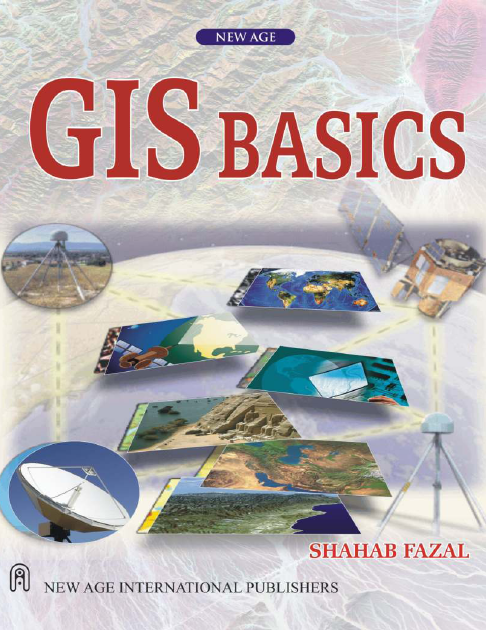 NEW AGE
GIS BASICS
SHAHAB FAZAL
NEW AGE INTERNATIONAL PUBLISHERS